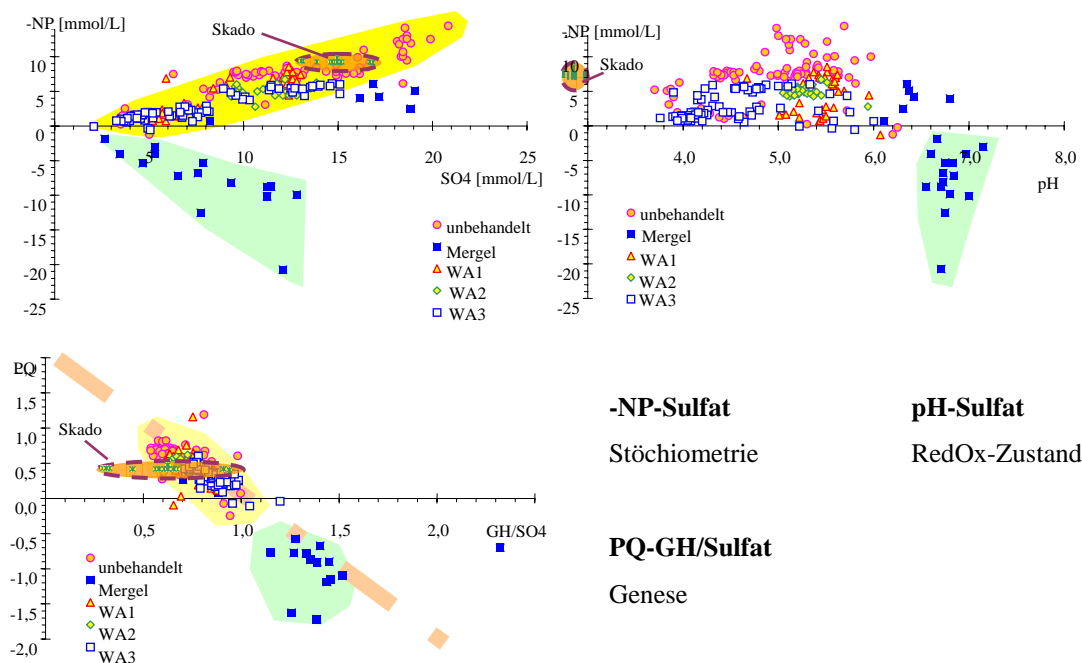 -NP [mmol/L]
Skado
10
5
0
-5
-10
-15
-20
-25
5
10
15
20
25
SO4 [mmol/L]
unbehandelt
Mergel
WA1
WA2
WA3
-NP [mmol/L]
10
Skado
5
0
-5
-10
-15
-20
-25
4,0
5,0
6,0
7,0
8,0
pH
unbehandelt
Mergel
WA1
WA2
WA3
PQ
1,5
Skado
1,0
0,5
0,0
-0,5
-1,0
-1,5
-2,0
0,5
1,0
1,5
2,0
GH/SO4
unbehandelt
Mergel
WA1
WA2
WA3
-NP-Sulfat
Stöchiometrie
pH-Sulfat
RedOx-Zustand
PQ-GH/Sulfat
Genese